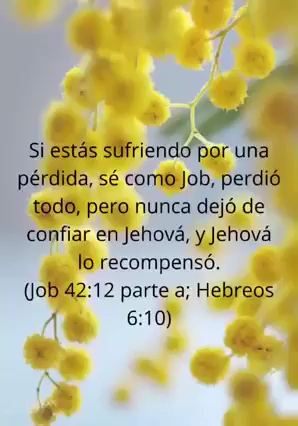 Si estás sufriendo por una
pérdida, sé como Job, perdió
todo, pero nunca dejó de
confiar en Jehová, y Jehová
lo recompensó.
(Job 42:12 parte a; Hebreos
6:10)